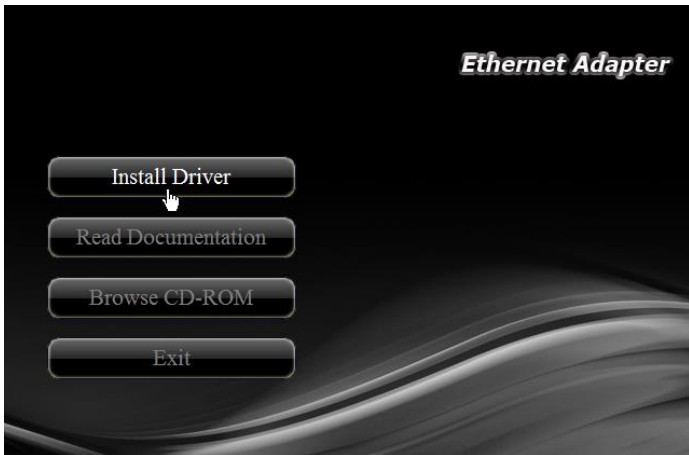 Ethernet Adapter
Install Driver
Read Documentation
Browse CD-ROM
Exit